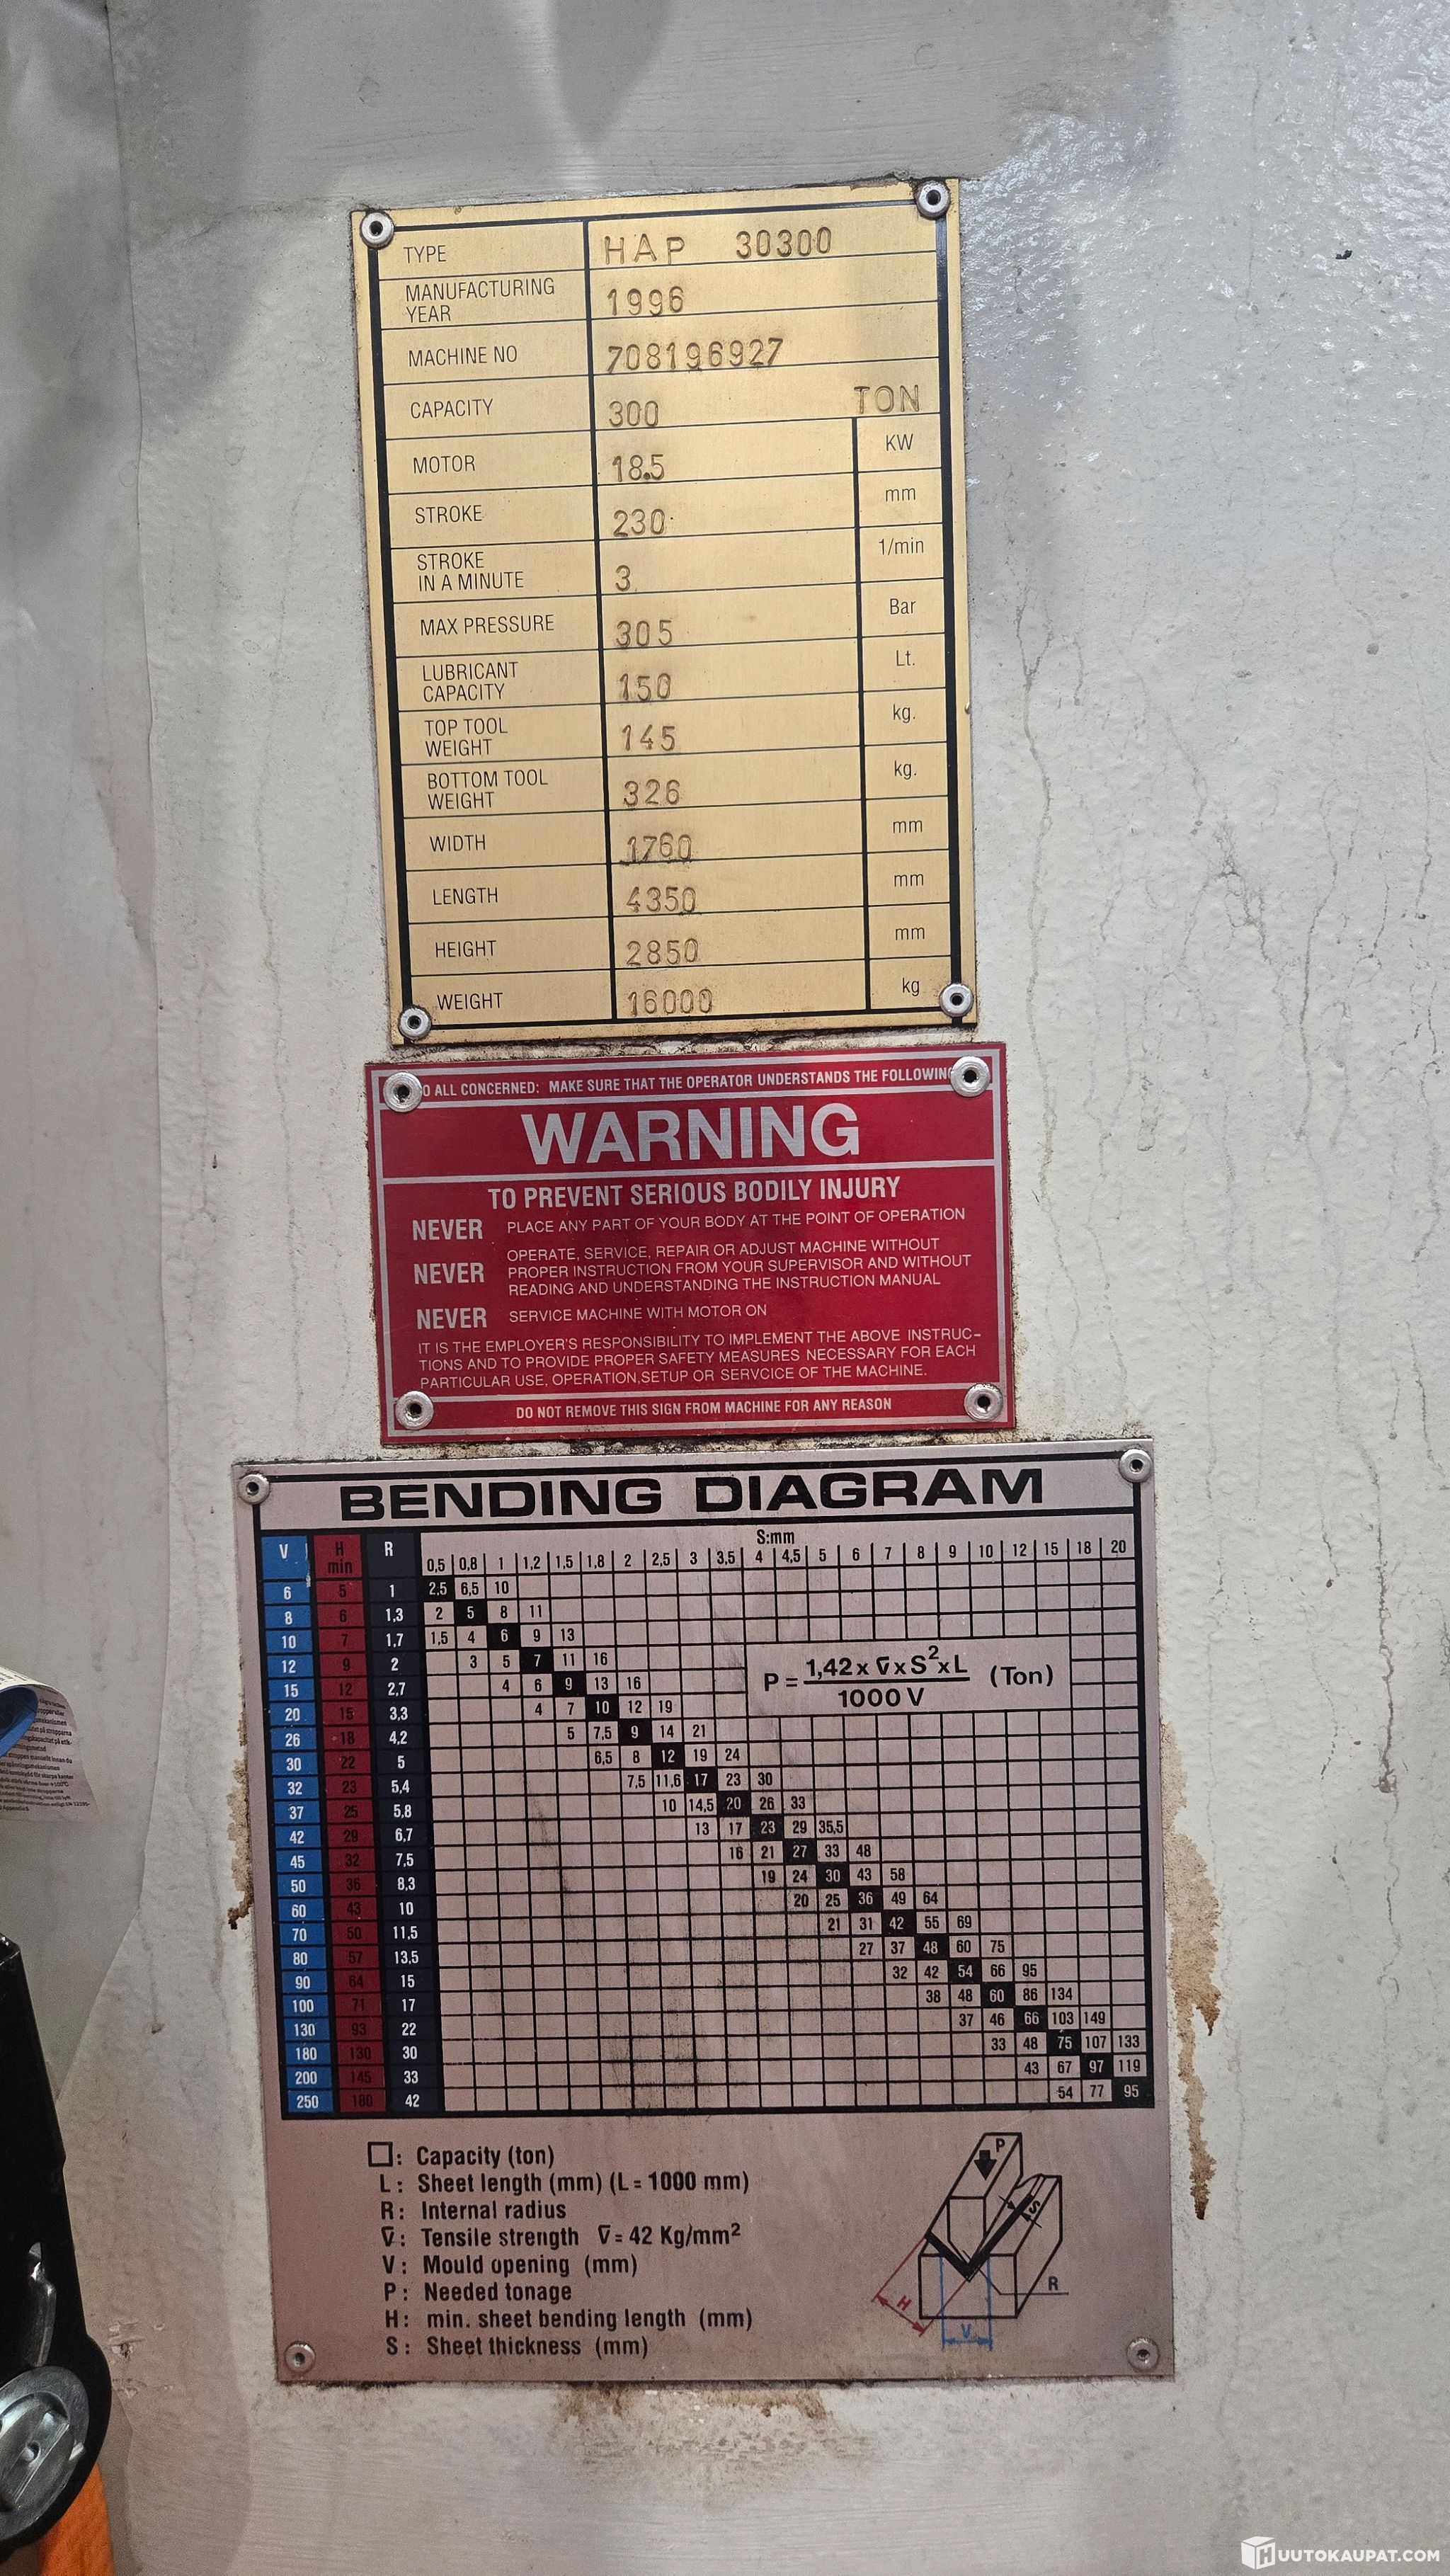 TYPE HAP 30300
MANUFACTURING
YEAR 1996
MACHINE NO 708196927
CAPACITY 300 TON
MOTOR 18.5 KW
STROKE 230 mm
STROKE
IN A MINUTE 3 1/min
MAX PRESSURE 305 Bar
LUBRICANT
CAPACITY 150 Lt.
TOP TOOL
WEIGHT 145 kg.
BOTTOM TOOL
WEIGHT 326 kg.
WIDTH 1760 mm
LENGTH 4350 mm
HEIGHT 2850 mm
WEIGHT 16000 kg
O ALL CONCERNED: MAKE SURE THAT THE OPERATOR UNDERSTANDS THE FOLLOWING
WARNING
TO PREVENT SERIOUS BODILY INJURY
NEVER PLACE ANY PART OF YOUR BODY AT THE POINT OF OPERATION
NEVER OPERATE, SERVICE, REPAIR OR ADJUST MACHINE WITHOUT
PROPER INSTRUCTION FROM YOUR SUPERVISOR AND WITHOUT
READING AND UNDERSTANDING THE INSTRUCTION MANUAL
NEVER SERVICE MACHINE WITH MOTOR ON
IT IS THE EMPLOYER'S RESPONSIBILITY TO IMPLEMENT THE ABOVE INSTRUC-
TIONS AND TO PROVIDE PROPER SAFETY MEASURES NECESSARY FOR EACH
PARTICULAR USE, OPERATION,SETUP OR SERVCICE OF THE MACHINE.
DO NOT REMOVE THIS SIGN FROM MACHINE FOR ANY REASON
BENDING DIAGRAM
S:mm
V H min R 0,5 0,8 1 1,2 1,5 1,8 2 2,5 3 3,5 4 4,5 5 6 7 8 9 10 12 15 18 20
6 5 1 2,5 6,5 10
8 6 1,3 2 5 8 11
10 7 1,7 1,5 4 6 9 13
12 9 2 3 5 7 11 16
15 12 2,7 4 6 9 13 16
20 15 3,3 4 7 10 12 19
26 18 4,2 5 7,5 9 14 21
30 22 5 6,5 8 12 19 24
32 23 5,4 7,5 11,6 17 23 30
37 25 5,8 10 14,5 20 26 33
42 29 6,7 13 17 23 29 35,5
45 32 7,5 16 21 27 33 48
50 36 8.3 19 24 30 43 58
60 43 10 20 25 36 49 64
70 50 11,5 21 31 42 55 69
80 57 13,5 27 37 48 60 75
90 64 15 32 42 54 66 95
100 71 17 38 48 60 86 134
130 93 22 37 46 66 103 149
180 130 30 33 48 75 107 133
200 145 33 43 67 97 119
250 180 42 54 77 95
P = 1,42 x σ x S² x L / 1000 V (Ton)
□: Capacity (ton)
L: Sheet length (mm) (L = 1000 mm)
R: Internal radius
σ: Tensile strength σ = 42 Kg/mm²
V: Mould opening (mm)
P: Needed tonage
H: min. sheet bending length (mm)
S: Sheet thickness (mm)
P
S
R
H
V
HUUTOKAUPAT.COM